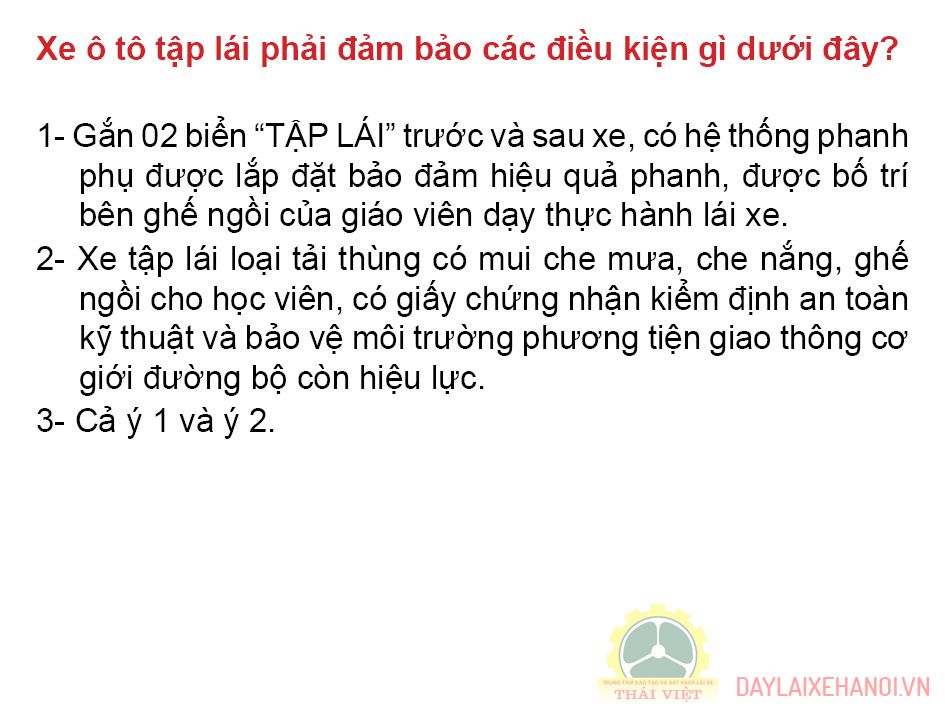 Xe ô tô tập lái phải đảm bảo các điều kiện gì dưới đây?
1- Gắn 02 biển “TẬP LÁI” trước và sau xe, có hệ thống phanh
phụ được lắp đặt bảo đảm hiệu quả phanh, được bố trí
bên ghế ngồi của giáo viên dạy thực hành lái xe.
2- Xe tập lái loại tải thùng có mui che mưa, che nắng, ghế
ngồi cho học viên, có giấy chứng nhận kiểm định an toàn
kỹ thuật và bảo vệ môi trường phương tiện giao thông cơ
giới đường bộ còn hiệu lực.
3- Cả ý 1 và ý 2.
TRUNG TÂM ĐÀO TẠO VÀ SÁT HẠCH LÁI XE
THÁI VIỆT
DAYLAIXEHANOI.VN